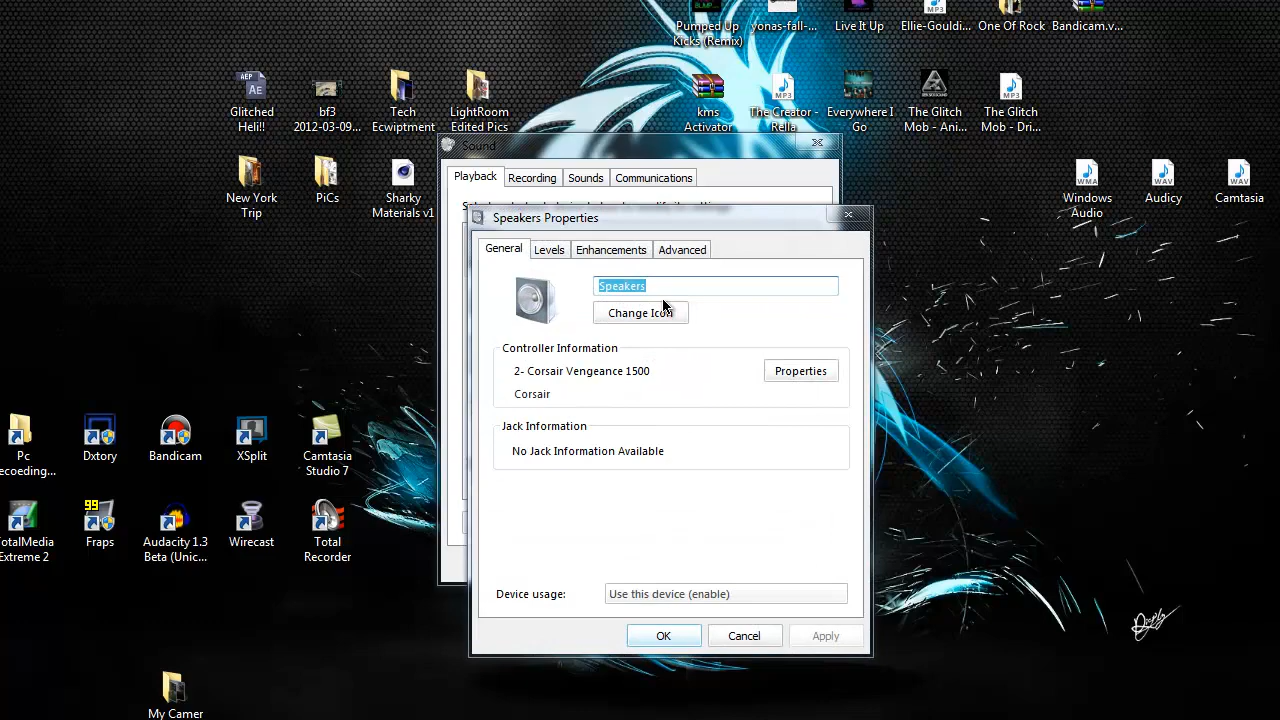 Pumped Up
Kicks (Remix)
yonas-fall-...
Live It Up
Ellie-Gouldi...
One Of Rock
Bandicam.v...
Glitched
Heli!!
bf3
2012-03-09...
Tech
Ecwiptment
LightRoom
Edited Pics
kms
Activator
The Creator -
Rella
Everywhere I
Go
The Glitch
Mob - Ani...
The Glitch
Mob - Dri...
New York
Trip
PiCs
Sharky
Materials v1
Windows
Audio
Audicy
Camtasia
Sound
Playback
Recording
Sounds
Communications
Speakers Properties
General
Levels
Enhancements
Advanced
Speakers
Change Icon
Controller Information
2- Corsair Vengeance 1500
Properties
Corsair
Jack Information
No Jack Information Available
Device usage:
Use this device (enable)
OK
Cancel
Apply
Pc
ecoeding...
Dxtory
Bandicam
XSplit
Camtasia
Studio 7
otalMedia
Extreme 2
99
Fraps
Audacity 1.3
Beta (Unic...
Wirecast
Total
Recorder
My Camer